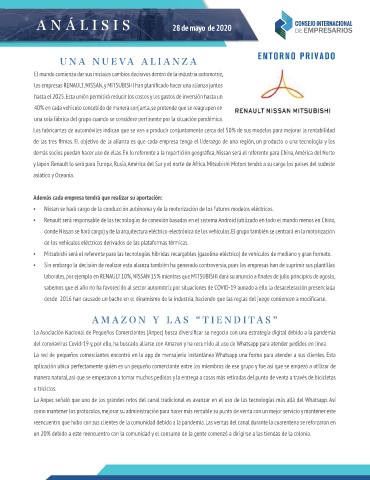 ANÁLISIS
28 de mayo de 2020
CONSEJO INTERNACIONAL
DE EMPRESARIOS
ENTORNO PRIVADO
UNA NUEVA ALIANZA
El mundo comienza dar sus iniciales cambios decisivos dentro de la industria automotriz,
las empresas RENAULT, NISSAN, y MITSUBISHI han planificado hacer una alianza juntas
hasta el 2025. Esta unión permitirá reducir los costos y los gastos de inversión hasta un
40% en cada vehículo concebido de manera conjunta, se pretende que se reagrupen en
una sola fábrica del grupo cuando se considere pertinente por la situación pandémica.
RENAULT NISSAN MITSUBISHI
Los fabricantes de automóviles indican que se van a producir conjuntamente cerca del 50% de sus modelos para mejorar la rentabilidad
de las tres firmas. El objetivo de la alianza es que cada empresa tenga el liderazgo de una región, un producto o una tecnología y los
demás socios puedan hacer uso de ellas. En lo referente a la repartición geográfica, Nissan será el referente para China, América del Norte
y Japón. Renault lo será para Europa, Rusia, América del Sur y el norte de África. Mitsubishi Motors tendrá a su cargo los países del sudeste
asiático y Oceanía.
Además cada empresa tendrá que realizar su aportación:
• Nissan se hará cargo de la conducción autónoma y de la motorización de los futuros modelos eléctricos.
• Renault será responsable de las tecnologías de conexión basadas en el sistema Android (utilizado en todo el mundo menos en China,
donde Nissan se hará cargo) y de la arquitectura eléctrico-electrónica de los vehículos. El grupo también se centrará en la motorización
de los vehículos eléctricos derivados de las plataformas térmicas.
• Mitsubishi será el referente para las tecnologías híbridas recargables (gasolina-eléctrico) de vehículos de mediano y gran formato.
• Sin embargo la decisión de realizar esta alianza también ha generado controversia, pues las empresas han de suprimir sus plantillas
laborales, por ejemplo en RENAULT 10%, NISSAN 15% mientras que MITSUBISHI dará su anuncio a finales de julio principios de agosto,
sabemos que el año no ha favorecido al sector automotriz por situaciones de COVID-19 aunado a ello la desaceleración presenciada
desde 2016 han causado un bache en el dinamismo de la industria, haciendo que las reglas del juego comiencen a modificarse.
AMAZON Y LAS “TIENDITAS”
La Asociación Nacional de Pequeños Comerciantes (Anpec) busca diversificar su negocio con una estrategia digital debido a la pandemia
del coronavirus Covid-19 y, por ello, ha buscado aliarse con Amazon y ha recurrido al uso de Whatsapp para atender pedidos en línea.
La red de pequeños comerciantes encontró en la app de mensajería instantánea Whatsapp una forma para atender a sus clientes. Esta
aplicación ubica perfectamente quién es un pequeño comerciante entre los miembros de ese grupo y fue así que se empezó a utilizar de
manera natural, así que se empezaron a tomar muchos pedidos y la entrega a casas más retiradas del punto de venta a través de bicicletas
o triciclos.
La Anpec señaló que uno de los grandes retos del canal tradicional es avanzar en el uso de las tecnologías más allá del Whatsapp. Así
como mantener los protocolos, mejorar su administración para hacer más rentable su punto de venta con un mejor servicio y mantener este
reencuentro que hubo con sus clientes de la comunidad debido a la pandemia. Las ventas del canal durante la cuarentena se reforzaron en
un 20% debido a este reencuentro con la comunidad y el consumo de la gente comenzó a dirigirse a las tiendas de la colonia.